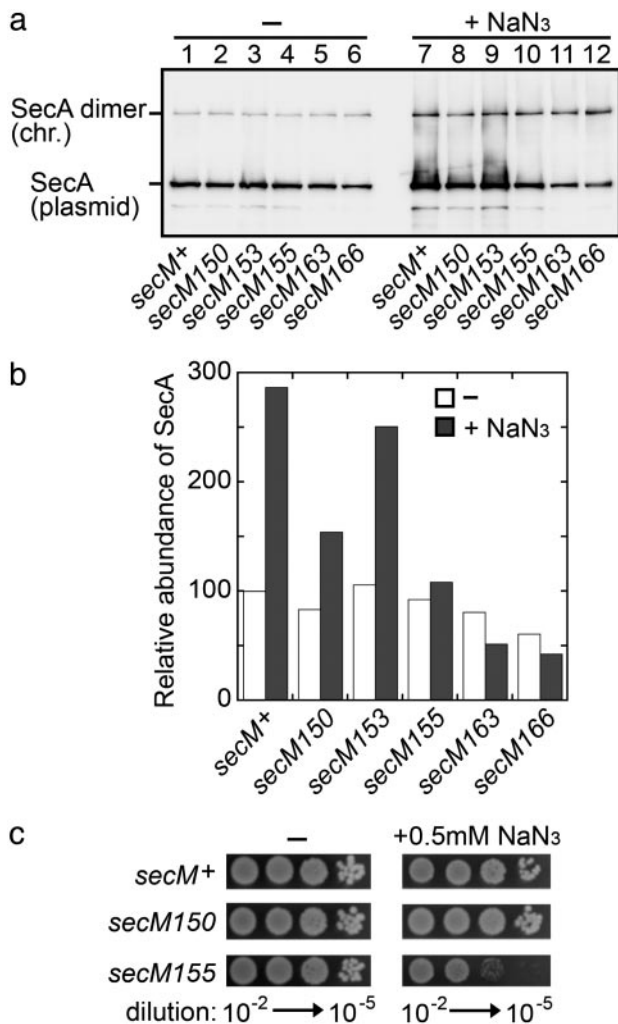 a
– + NaN₃
1 2 3 4 5 6 7 8 9 10 11 12
SecA dimer
(chr.)
SecA
(plasmid)
secM+ secM150 secM153 secM155 secM163 secM166 secM+ secM150 secM153 secM155 secM163 secM166
b
Relative abundance of SecA
300
200
100
0
–
+ NaN₃
secM+ secM150 secM153 secM155 secM163 secM166
c
– +0.5mM NaN₃
secM⁺
secM150
secM155
dilution: 10⁻² → 10⁻⁵ 10⁻² → 10⁻⁵